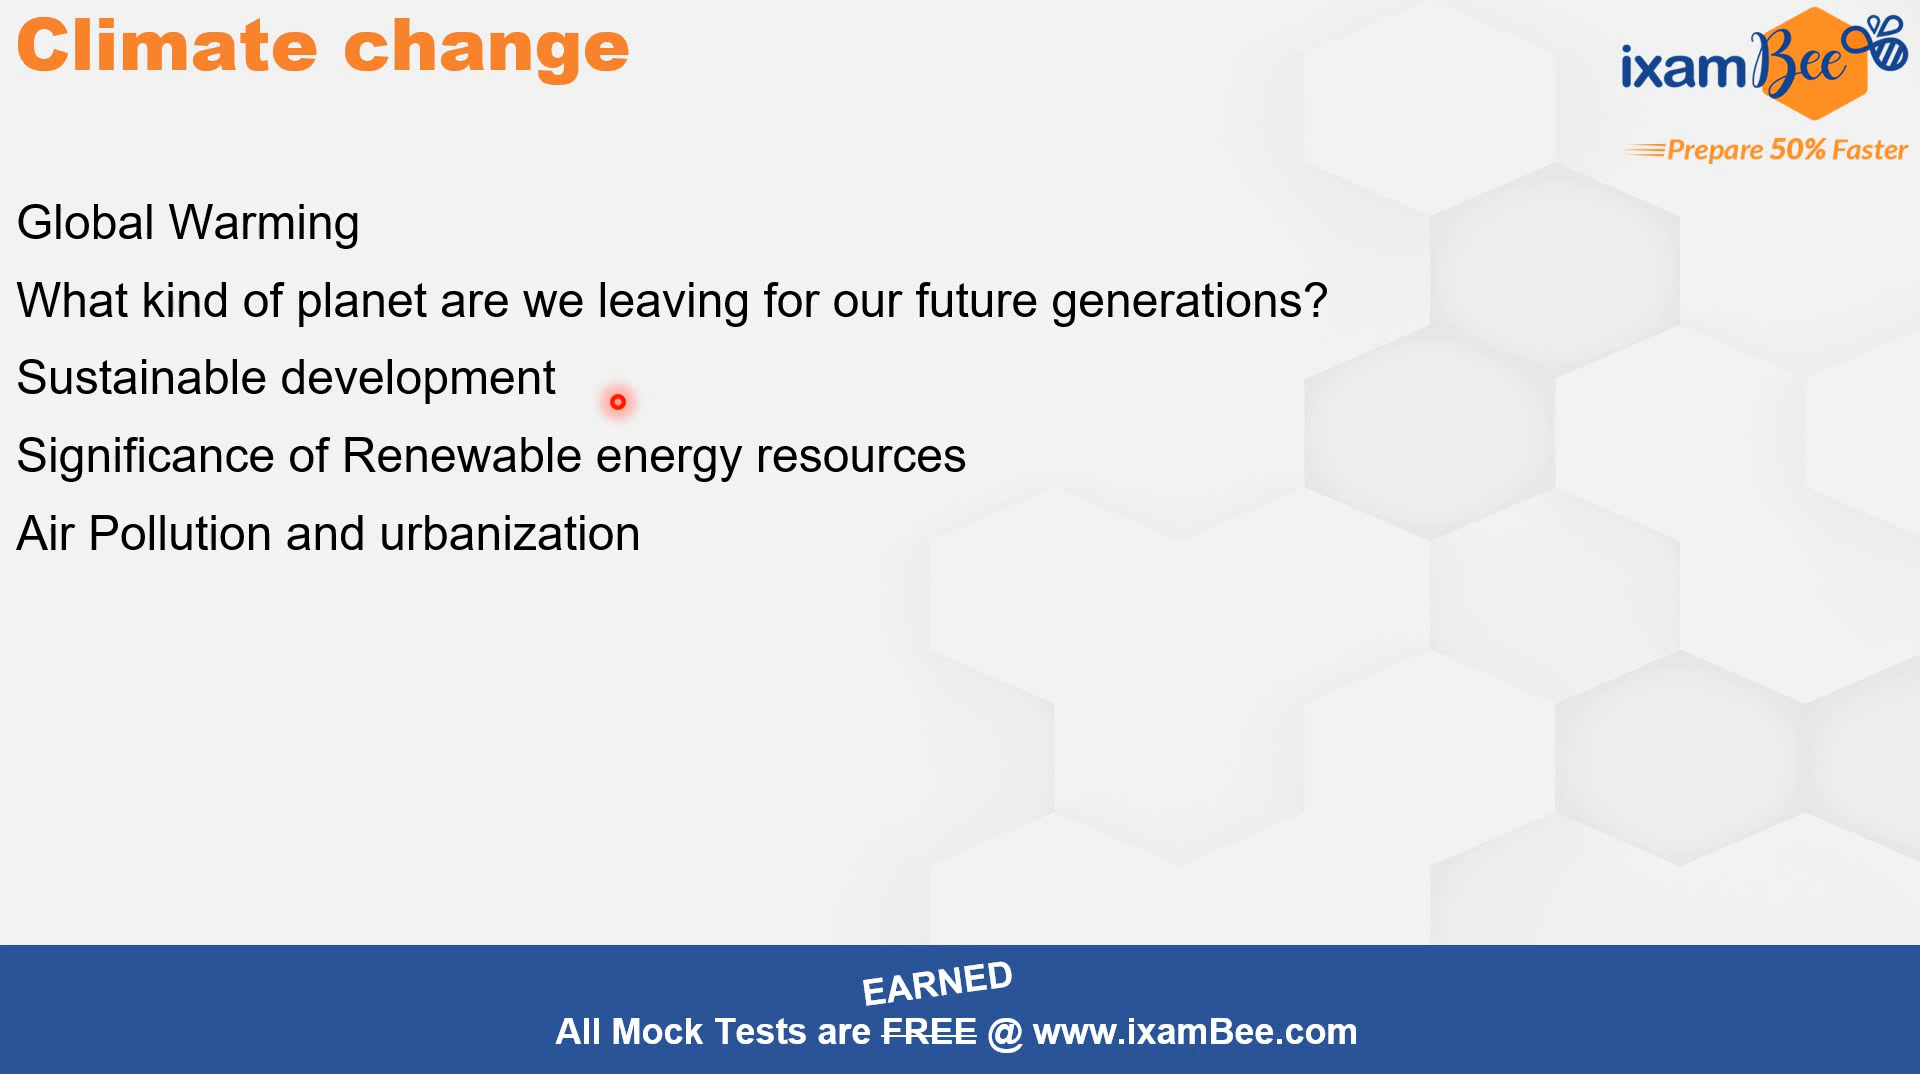 Climate change
ixamBee
Prepare 50% Faster
Global Warming
What kind of planet are we leaving for our future generations?
Sustainable development
Significance of Renewable energy resources
Air Pollution and urbanization
EARNED
All Mock Tests are FREE @ www.ixamBee.com